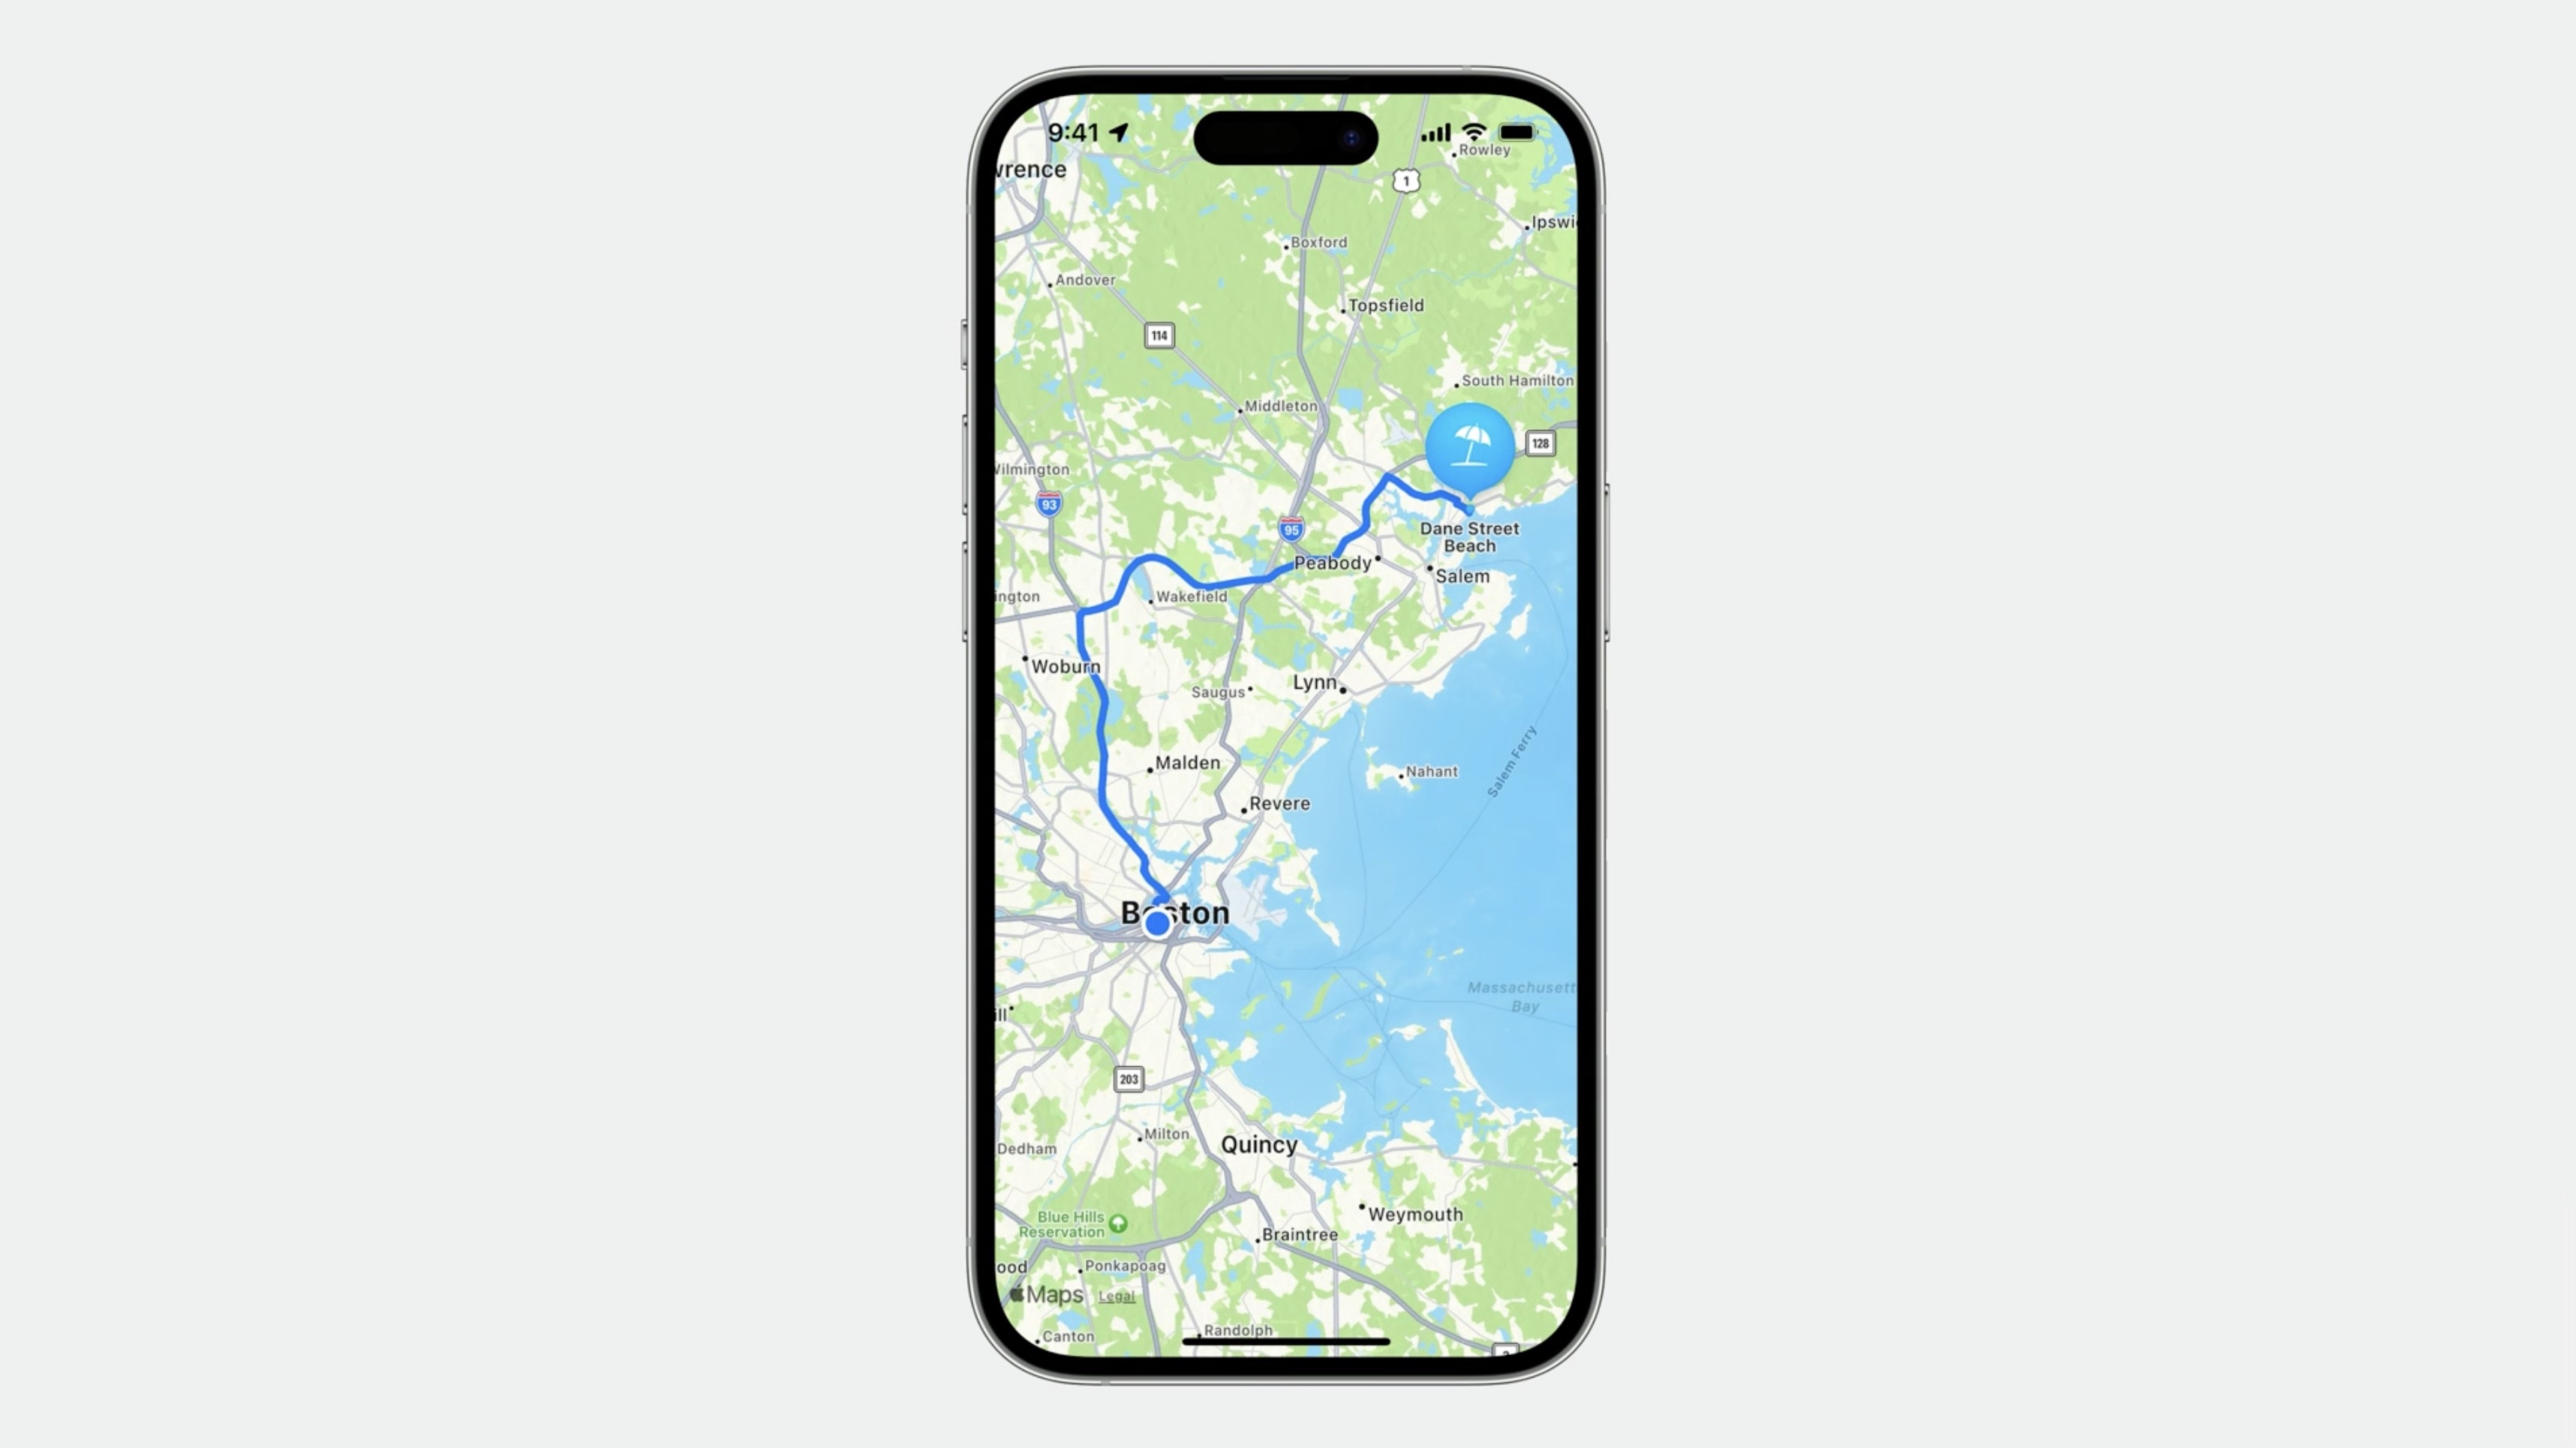 9:41
Rowley
wrence
1
Ipswi
Boxford
Andover
Topsfield
114
South Hamilton
Middleton
128
Wilmington
93
95
Dane Street
Beach
Peabody
Salem
ington
Wakefield
Woburn
Lynn
Saugus
Malden
Nahant
Salem Ferry
Revere
Boston
Massachusett
Bay
ill
203
Milton
Quincy
Dedham
Weymouth
Blue Hills
Reservation
Braintree
ood
Ponkapoag
Maps
Legal
Randolph
Canton